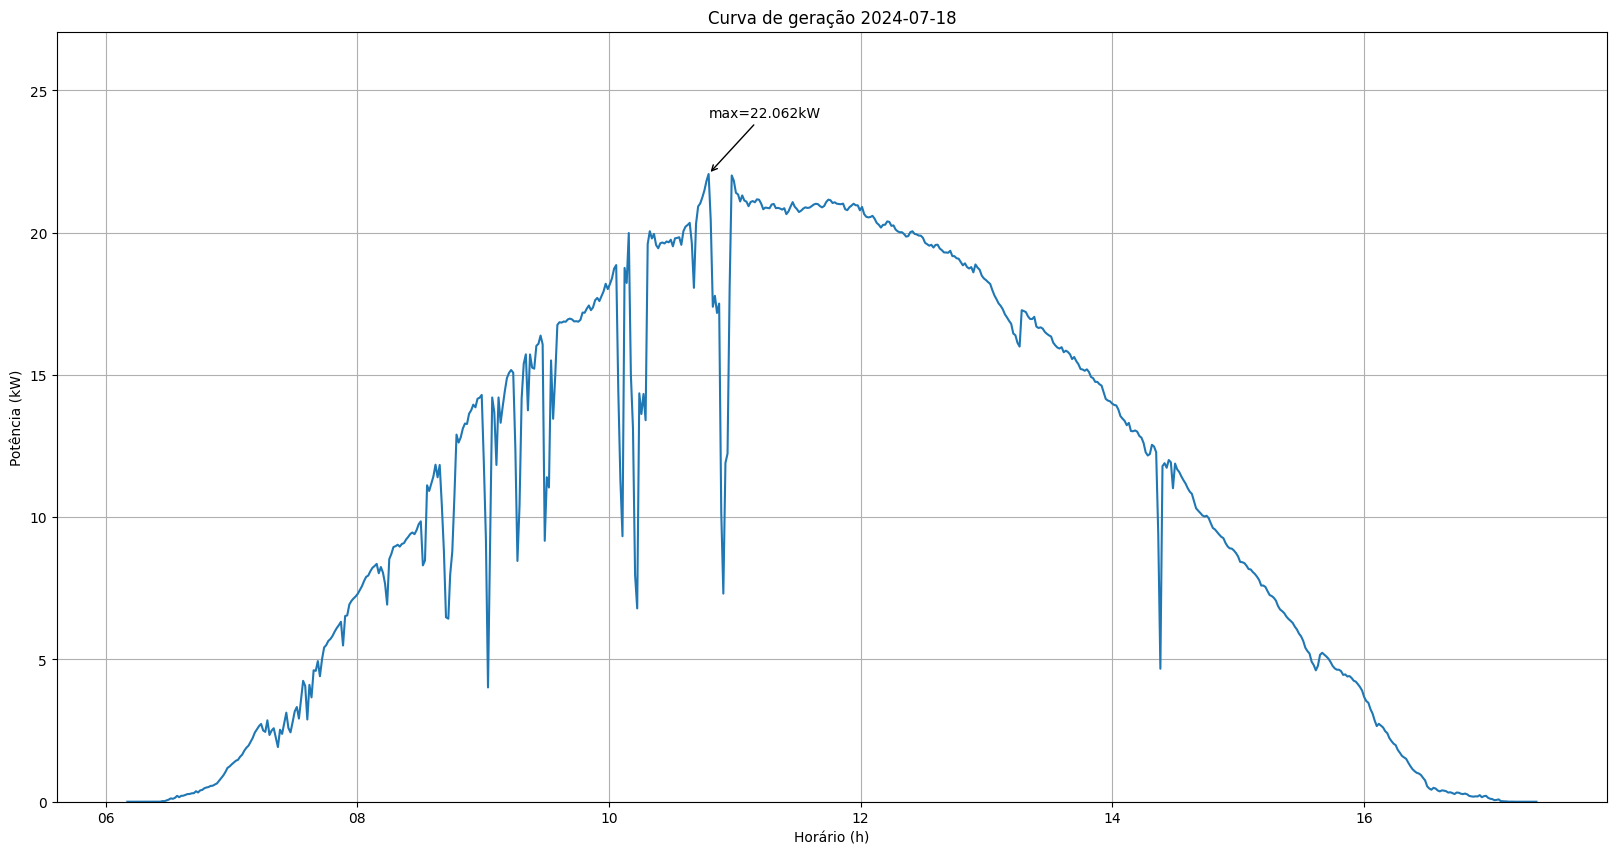 Curva de geração 2024-07-18
25
max=22.062kW
20
15
Potência (kW)
10
5
0
06 08 10 12 14 16
Horário (h)